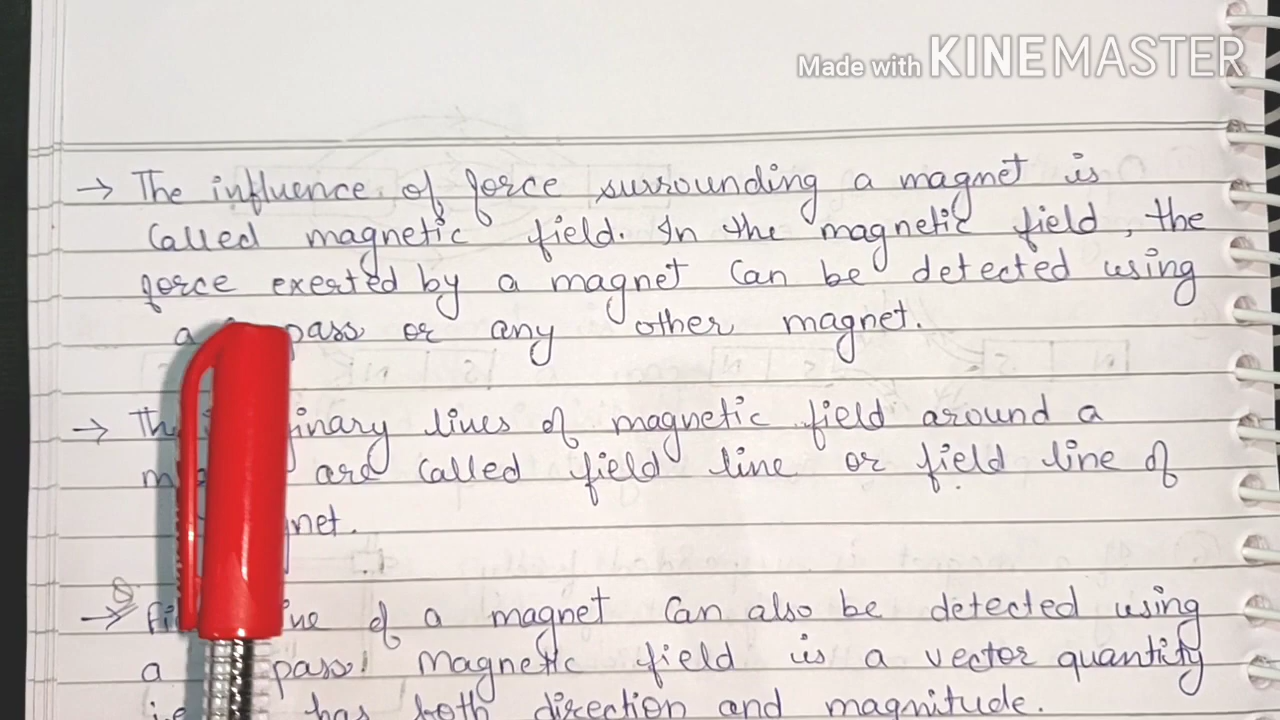 Made with KINEMASTER
→ The influence of force surrounding a magnet is
called magnetic field. In the magnetic field, the
force exerted by a magnet can be detected using
a pass or any other magnet.
→ Th inary lines of magnetic field around a
m are called field line or field line of
net.
→ Fi ine of a magnet can also be detected using
a pass. Magnetic field is a vector quantity
i.e has both direction and magnitude.